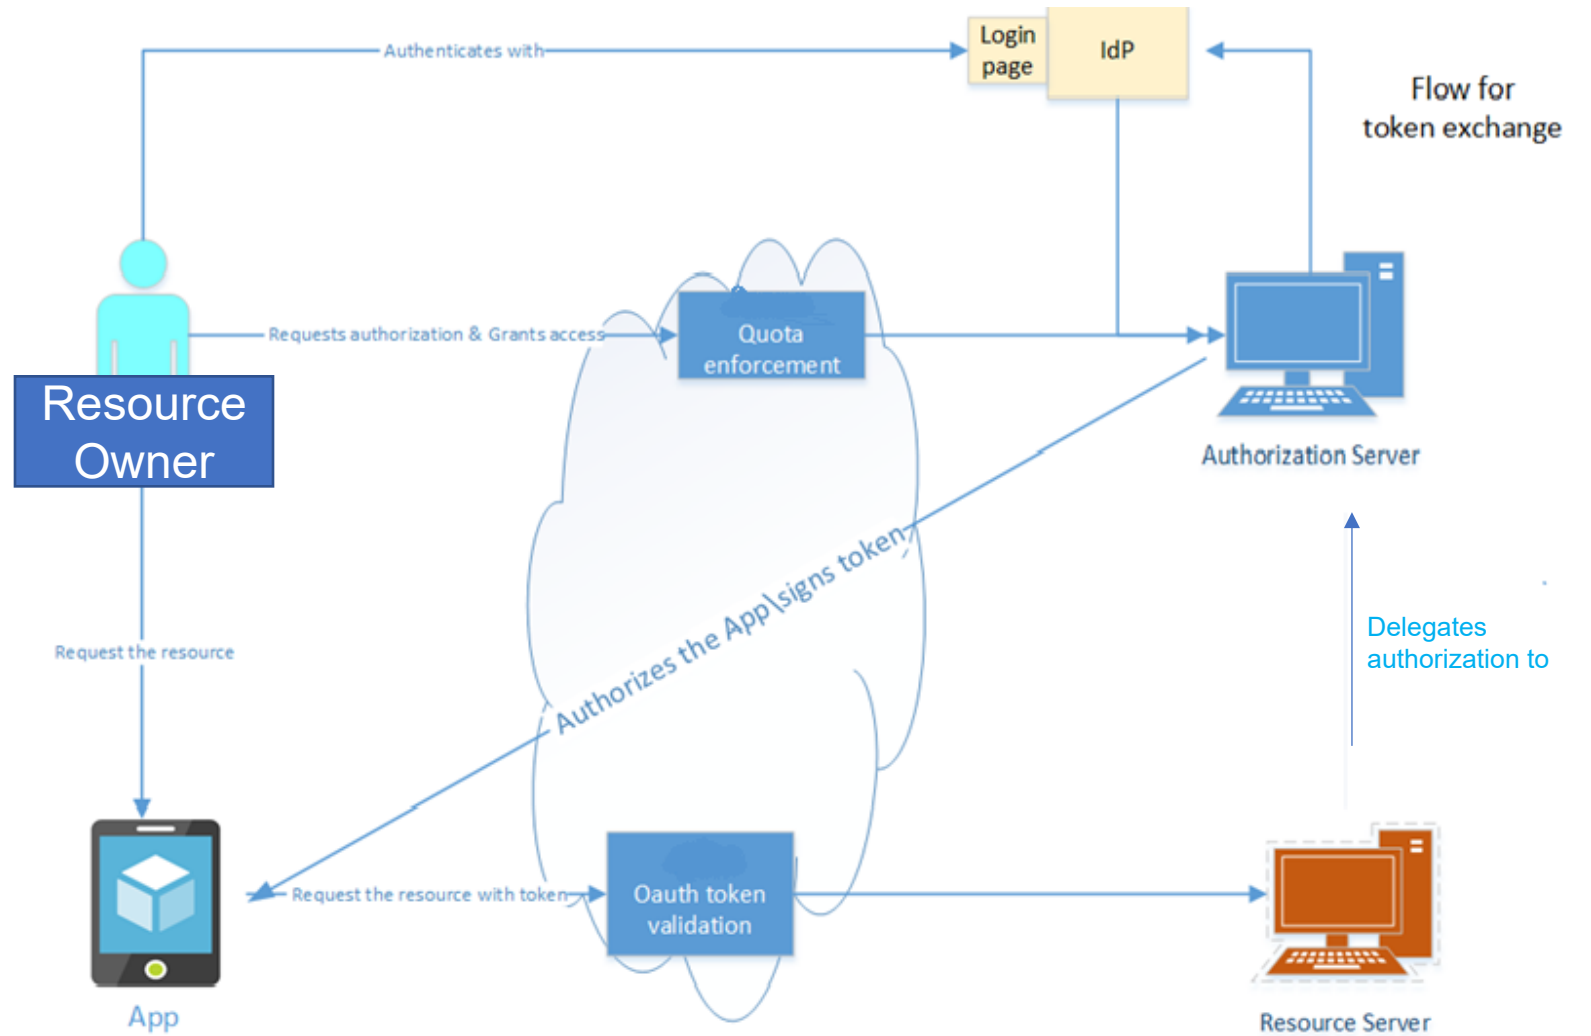 Authenticates with
Login
page
IdP
Flow for
token exchange
Requests authorization & Grants access
Quota
enforcement
Resource
Owner
Authorization Server
Authorizes the App\signs token
Delegates
authorization to
Request the resource
Request the resource with token
Oauth token
validation
App
Resource Server